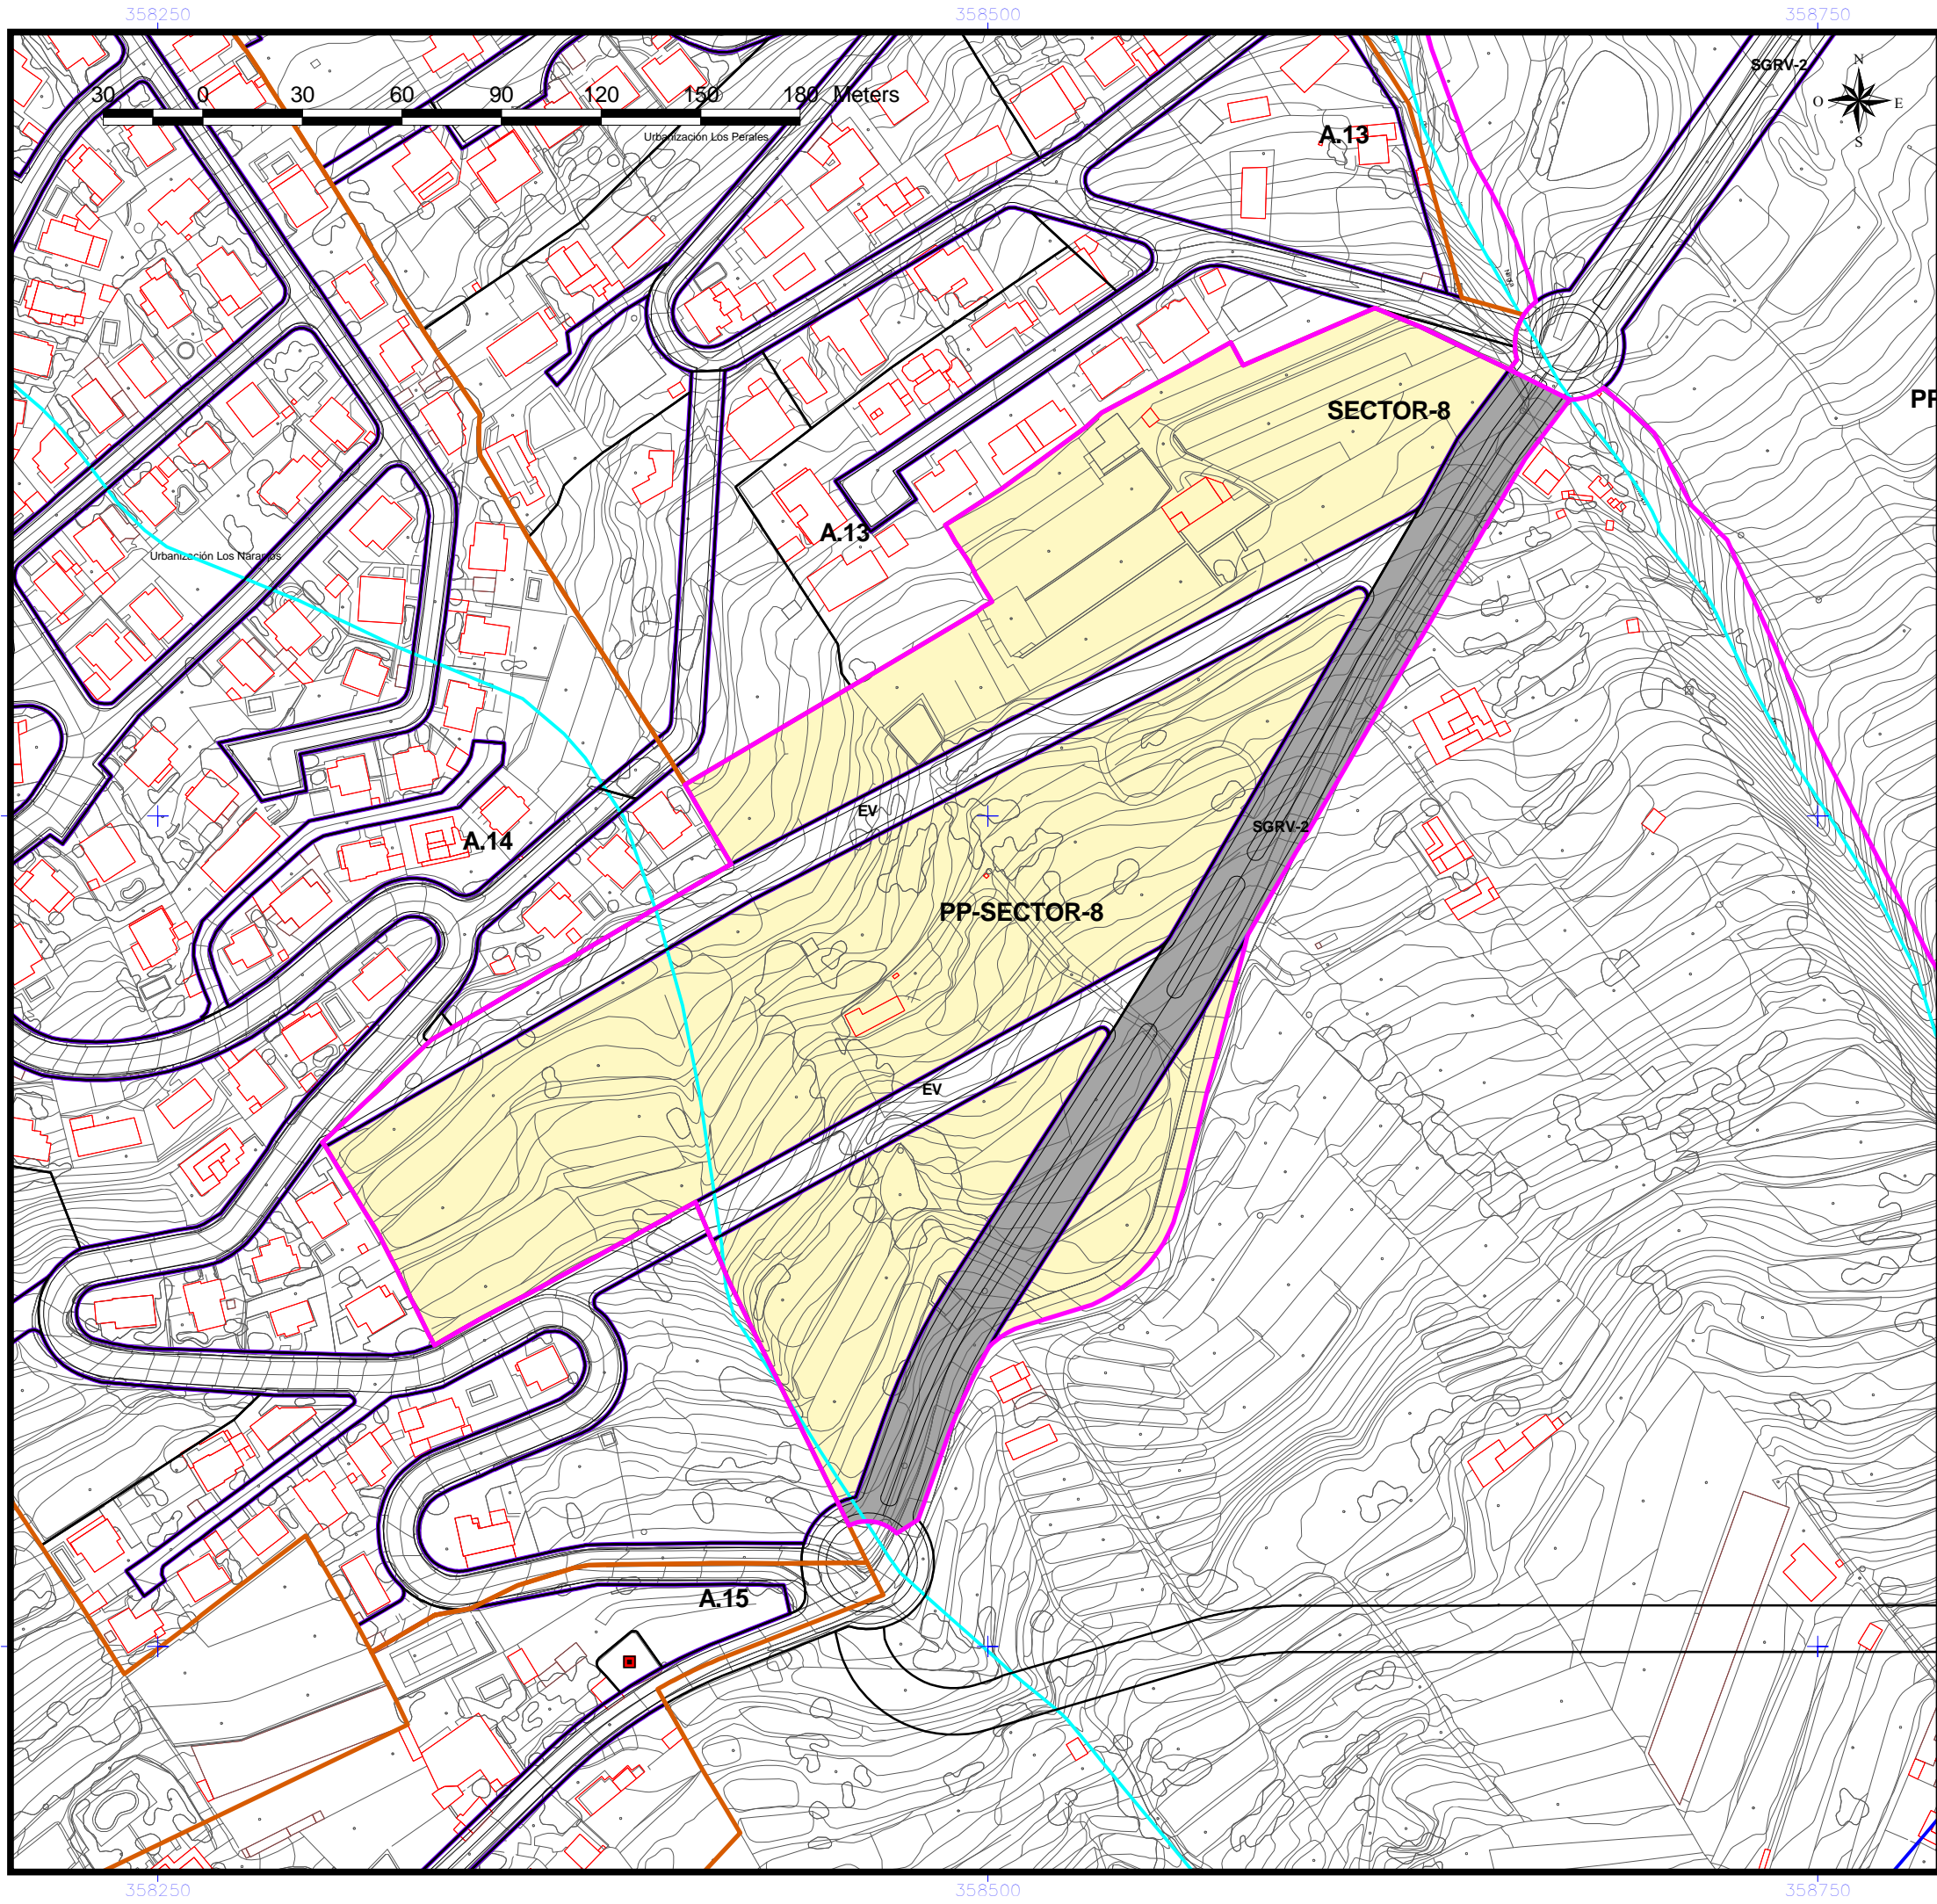 358250 358500 358750
SGRV-2
N
O E
S
30 0 30 60 90 120 150 180 Meters
Urbanización Los Perales
A.13
PP
SECTOR-8
A.13
Urbanización Los Naranjos
EV
SGRV-2
A.14
PP-SECTOR-8
EV
A.15
358250 358500 358750